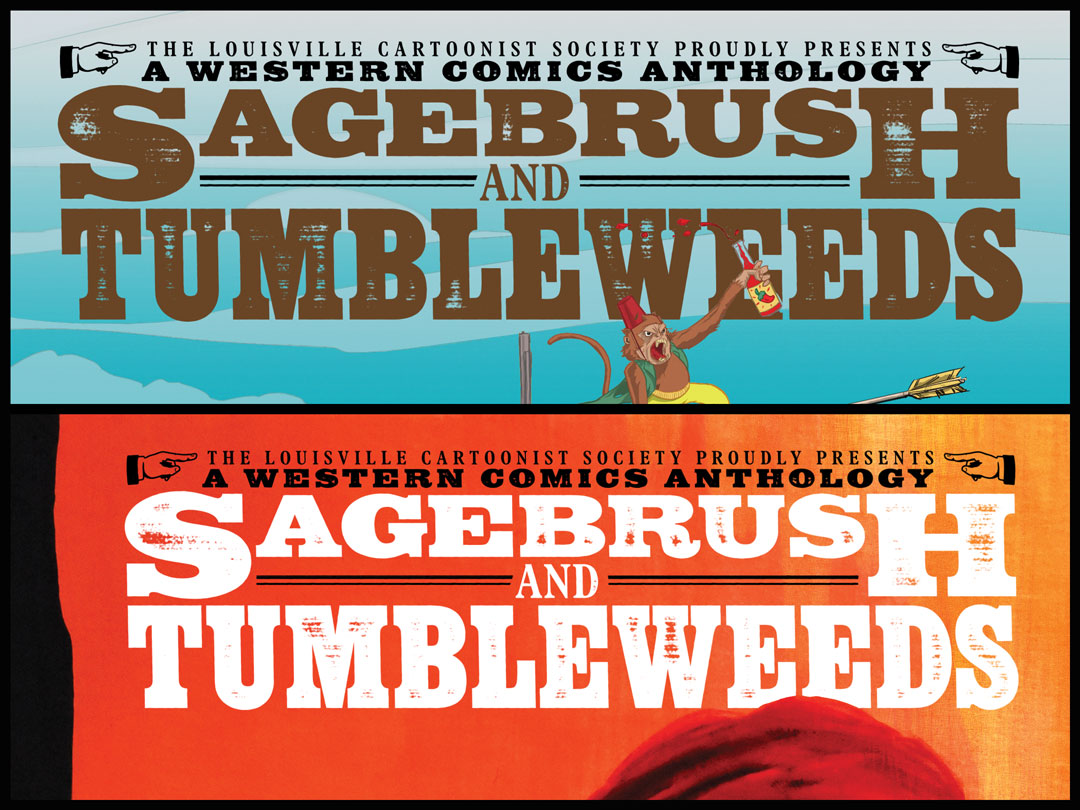 THE LOUISVILLE CARTOONIST SOCIETY PROUDLY PRESENTS
A WESTERN COMICS ANTHOLOGY
SAGEBRUSH
AND
TUMBLEWEEDS
THE LOUISVILLE CARTOONIST SOCIETY PROUDLY PRESENTS
A WESTERN COMICS ANTHOLOGY
SAGEBRUSH
AND
TUMBLEWEEDS